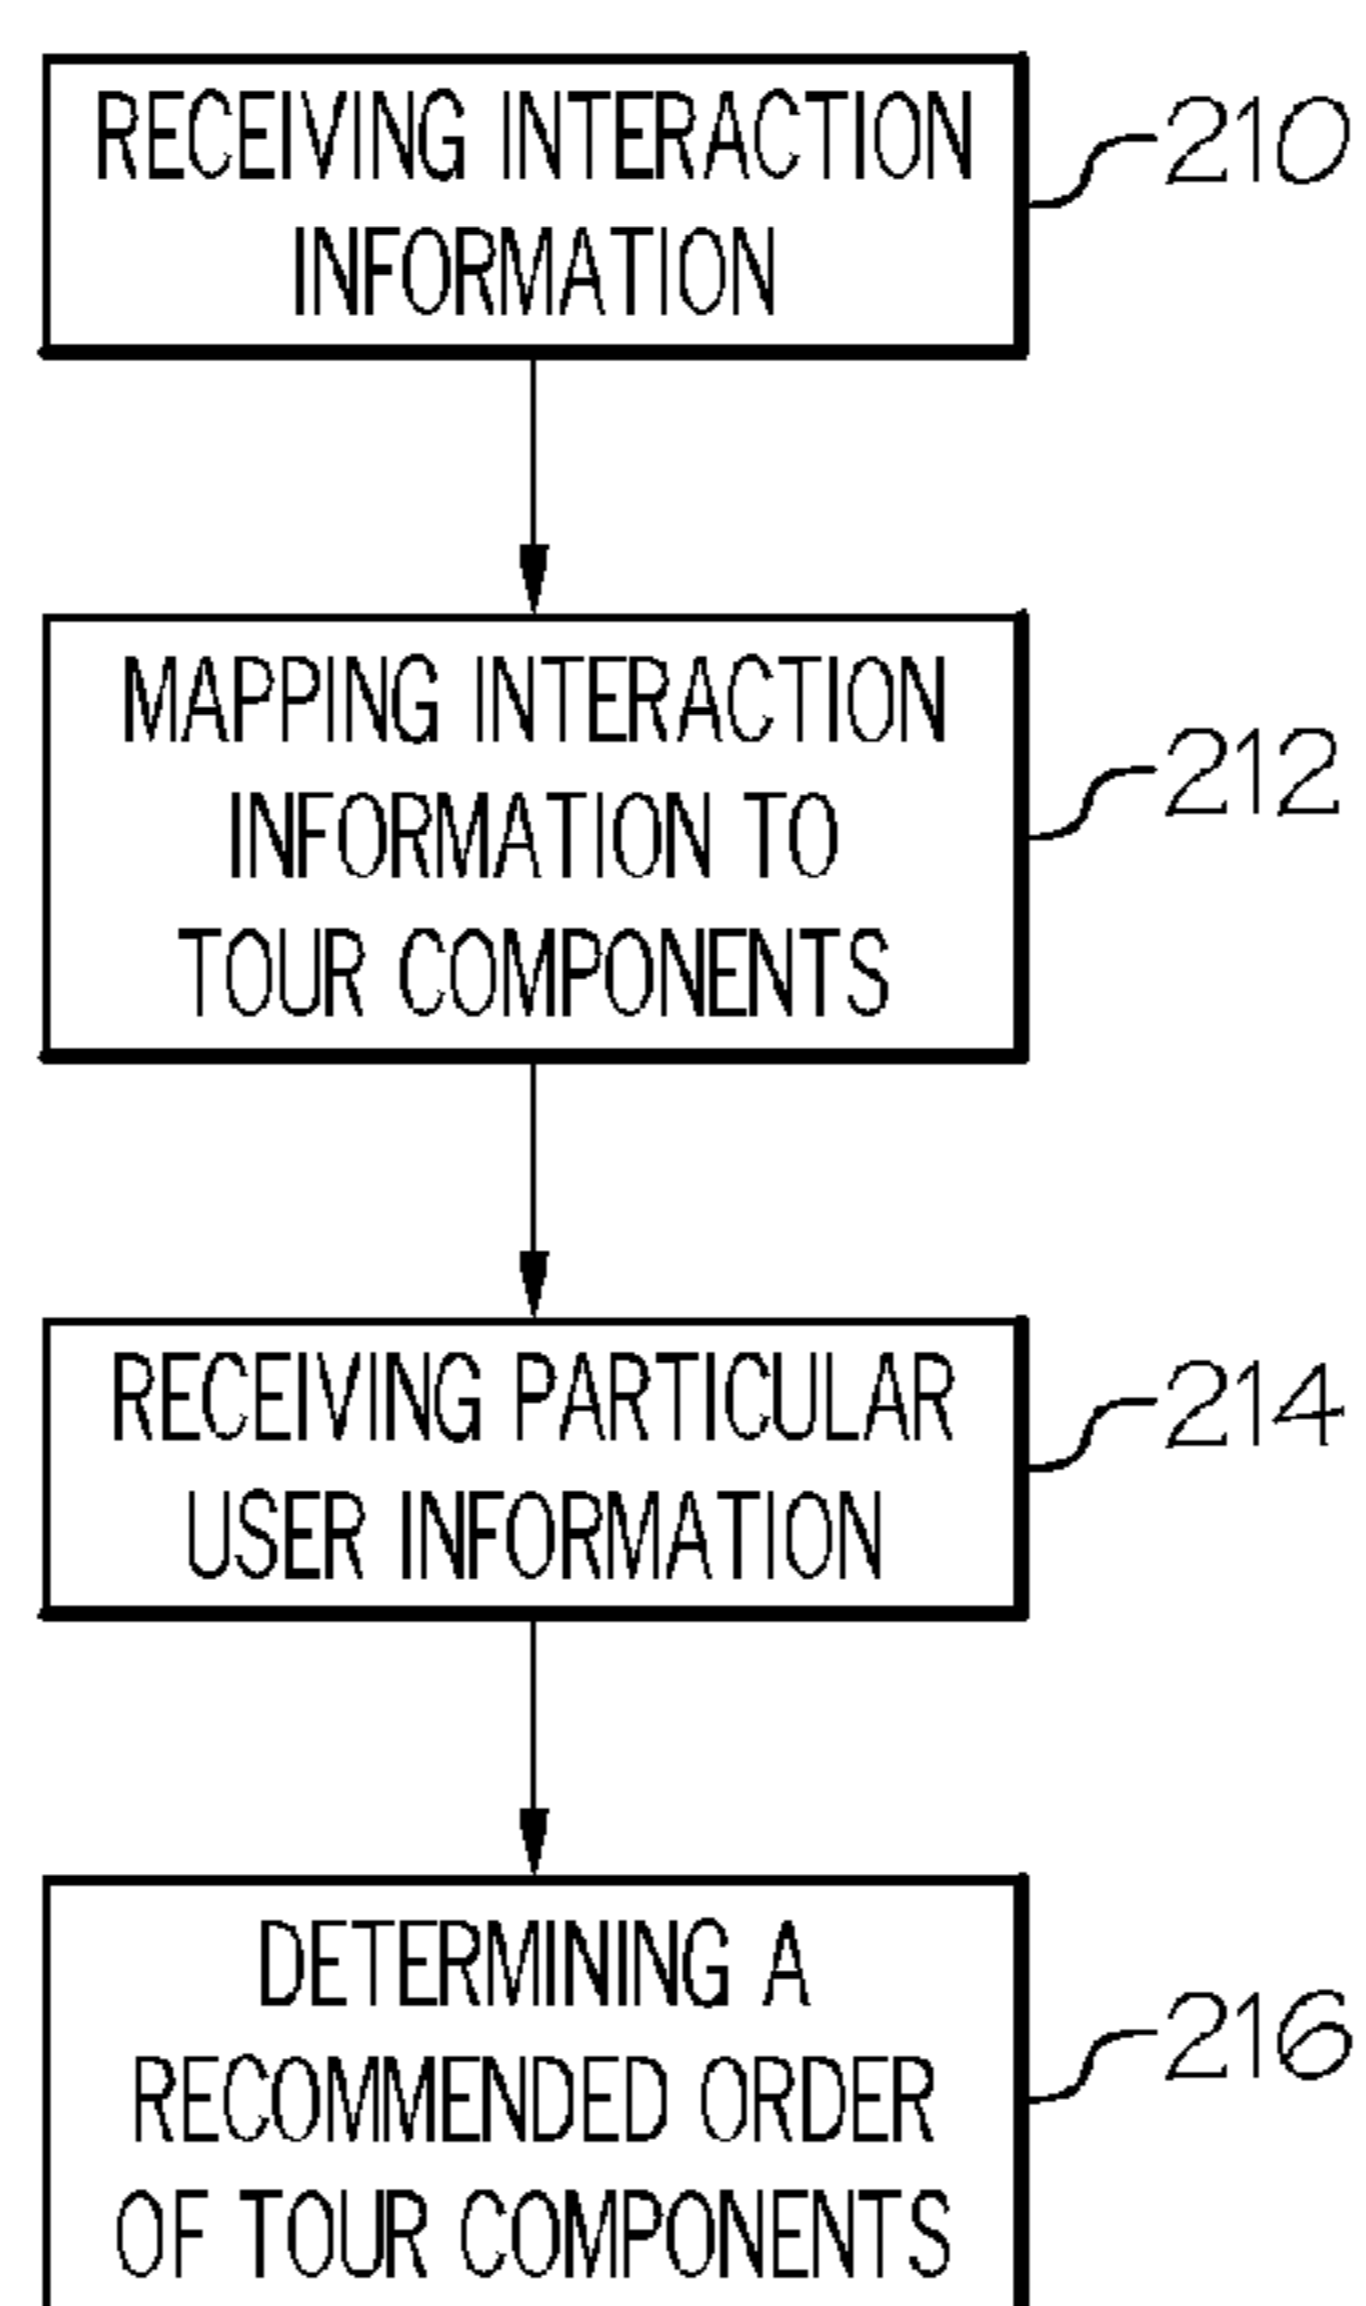 RECEIVING INTERACTION
INFORMATION
210
MAPPING INTERACTION
INFORMATION TO
TOUR COMPONENTS
212
RECEIVING PARTICULAR
USER INFORMATION
214
DETERMINING A
RECOMMENDED ORDER
OF TOUR COMPONENTS
216